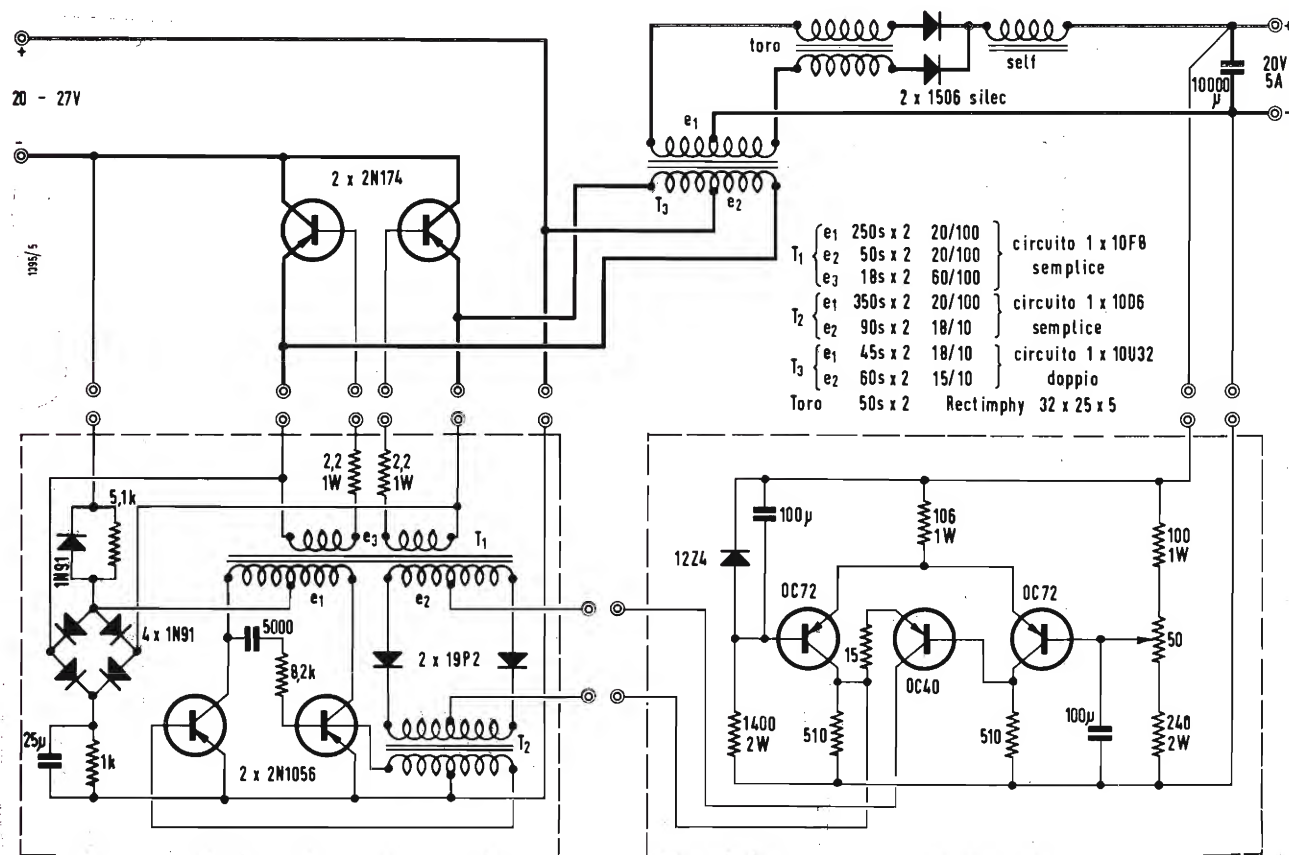 +
20 - 27V
-
1395/5
2 x 2N174
toro
self
2 x 1506 silec
+
10000
µ
20V
5A
-
e1
T3
e2
T1 e1 250s x 2 20/100
e2 50s x 2 20/100
e3 18s x 2 60/100
circuito 1 x 10F8
semplice
T2 e1 350s x 2 20/100
e2 90s x 2 18/10
circuito 1 x 10D6
semplice
T3 e1 45s x 2 18/10
e2 60s x 2 15/10
circuito 1 x 10U32
doppio
Toro 50s x 2 Rectimphy 32 x 25 x 5
2,2
1W
2,2
1W
5,1k
1N91
e3
T1
e1
e2
4 x 1N91
5000
8,2k
2 x 19P2
25µ
1k
2 x 2N1056
T2
100µ
106
1W
100
1W
12Z4
OC72
OC72
15
OC40
50
1400
2W
510
510
100µ
240
2W